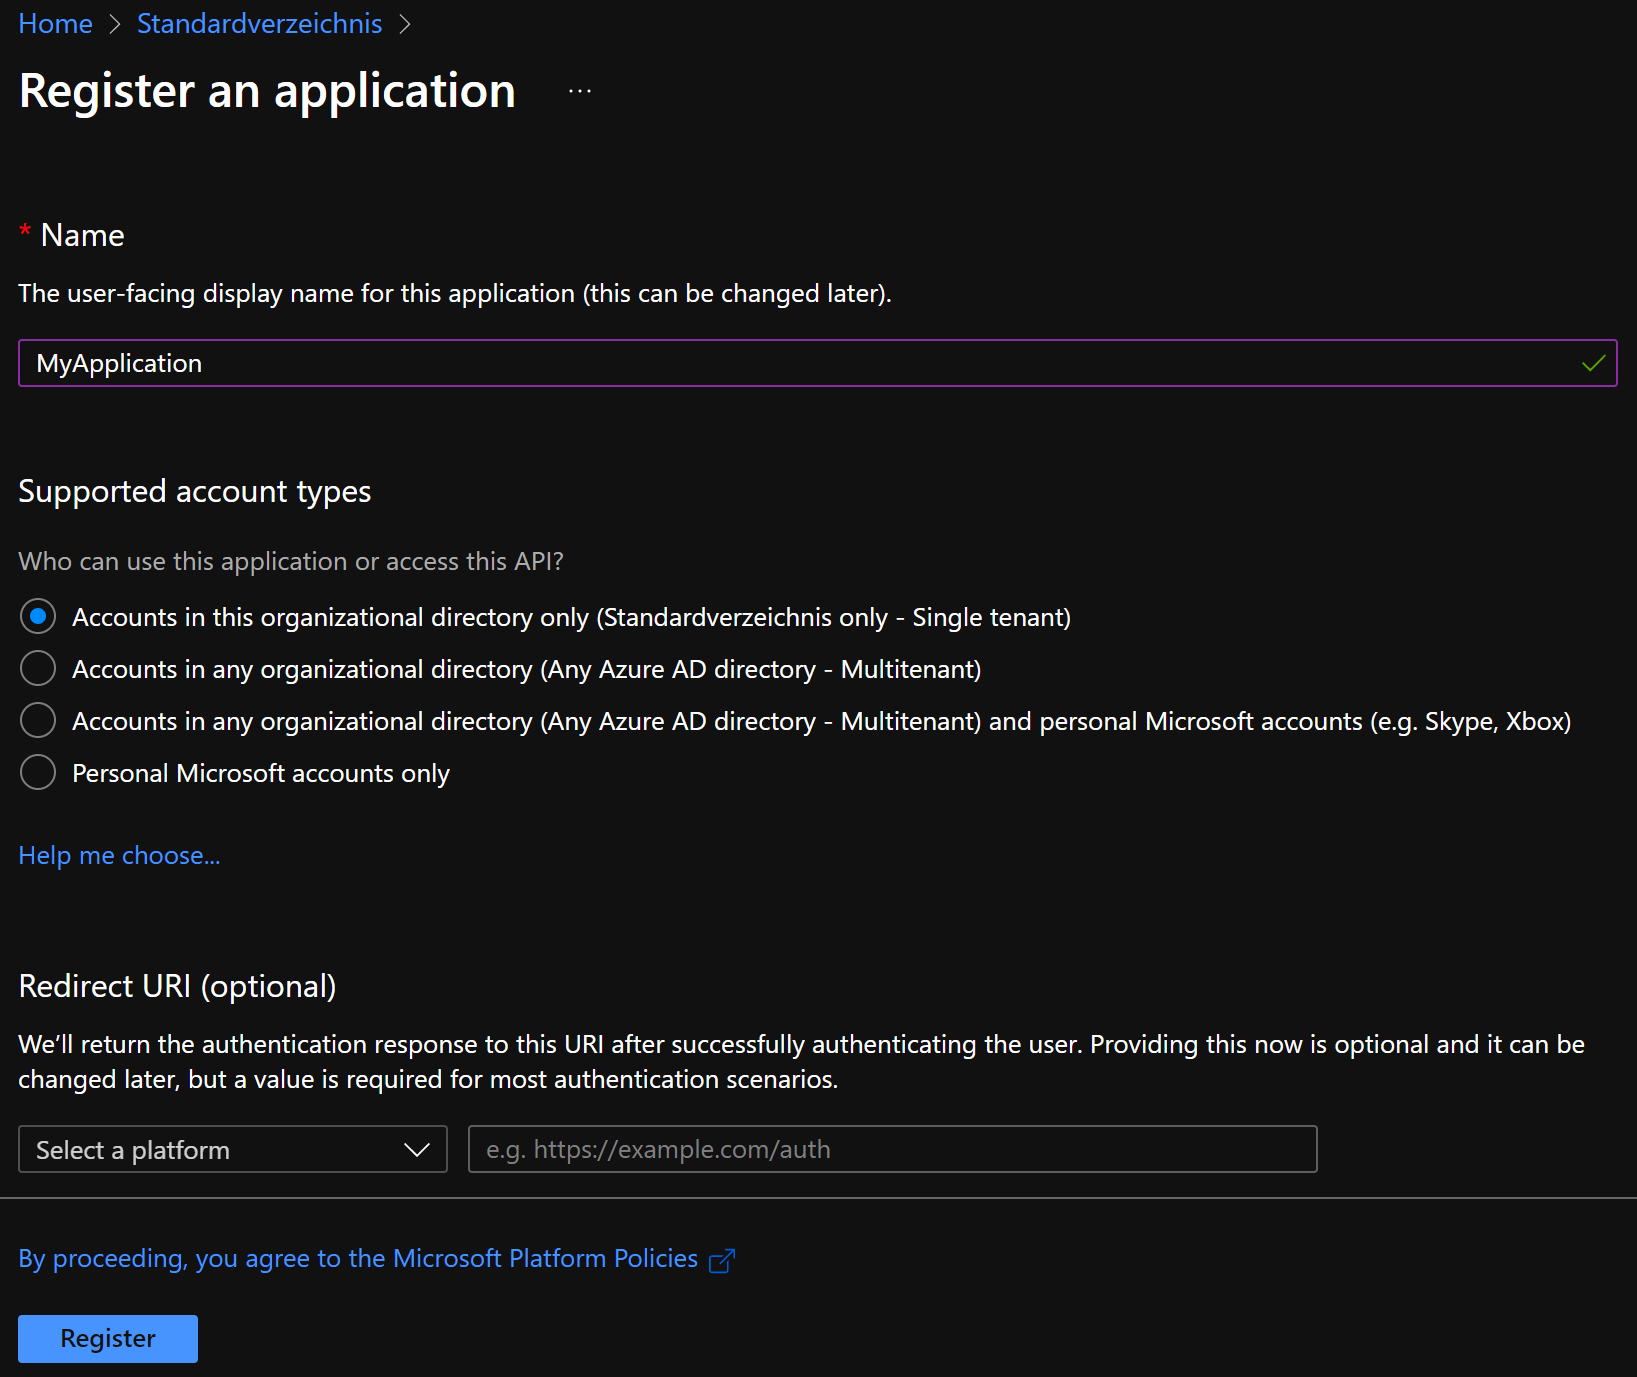 Home > Standardverzeichnis >
Register an application ...
* Name
The user-facing display name for this application (this can be changed later).
MyApplication
Supported account types
Who can use this application or access this API?
Accounts in this organizational directory only (Standardverzeichnis only - Single tenant)
Accounts in any organizational directory (Any Azure AD directory - Multitenant)
Accounts in any organizational directory (Any Azure AD directory - Multitenant) and personal Microsoft accounts (e.g. Skype, Xbox)
Personal Microsoft accounts only
Help me choose...
Redirect URI (optional)
We’ll return the authentication response to this URI after successfully authenticating the user. Providing this now is optional and it can be
changed later, but a value is required for most authentication scenarios.
Select a platform
e.g. https://example.com/auth
By proceeding, you agree to the Microsoft Platform Policies
Register